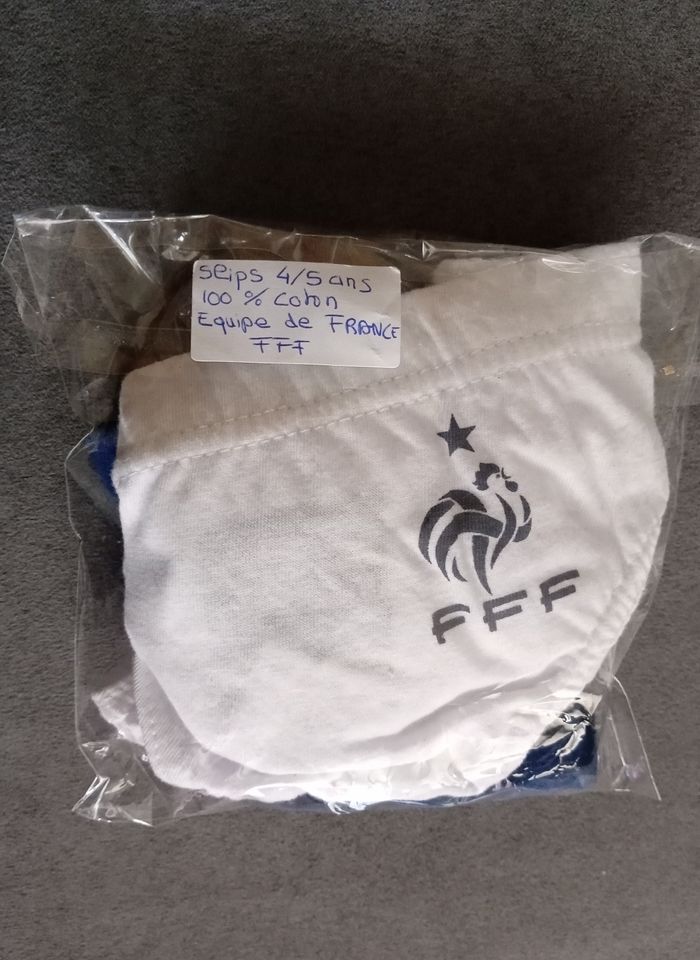 slips 4/5 ans
100 % coton
Equipe de FRANCE
FFF
FFF